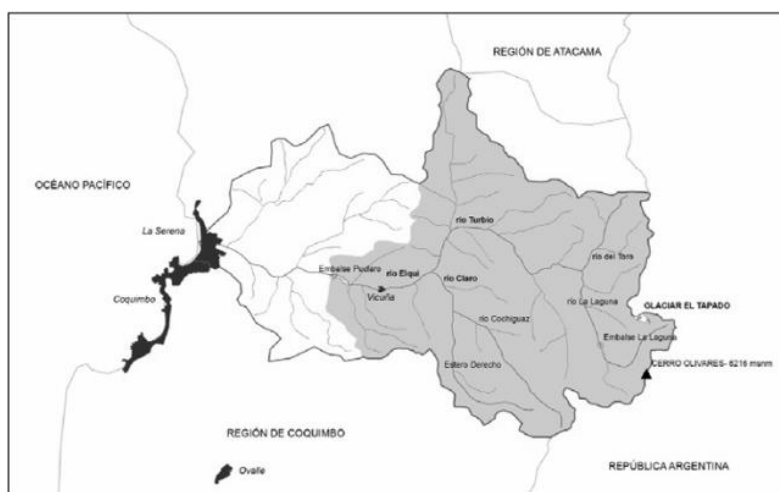 REGIÓN DE ATACAMA
OCÉANO PACÍFICO
La Serena
río Turbio
río del Toro
Embalse Puclaro
río Elqui
río Claro
Vicuña
Coquimbo
río La Laguna
GLACIAR EL TAPADO
río Cochiguaz
Embalse La Laguna
Estero Derecho
CERRO OLIVARES- 6216 msnm
REGIÓN DE COQUIMBO
Ovalle
REPÚBLICA ARGENTINA